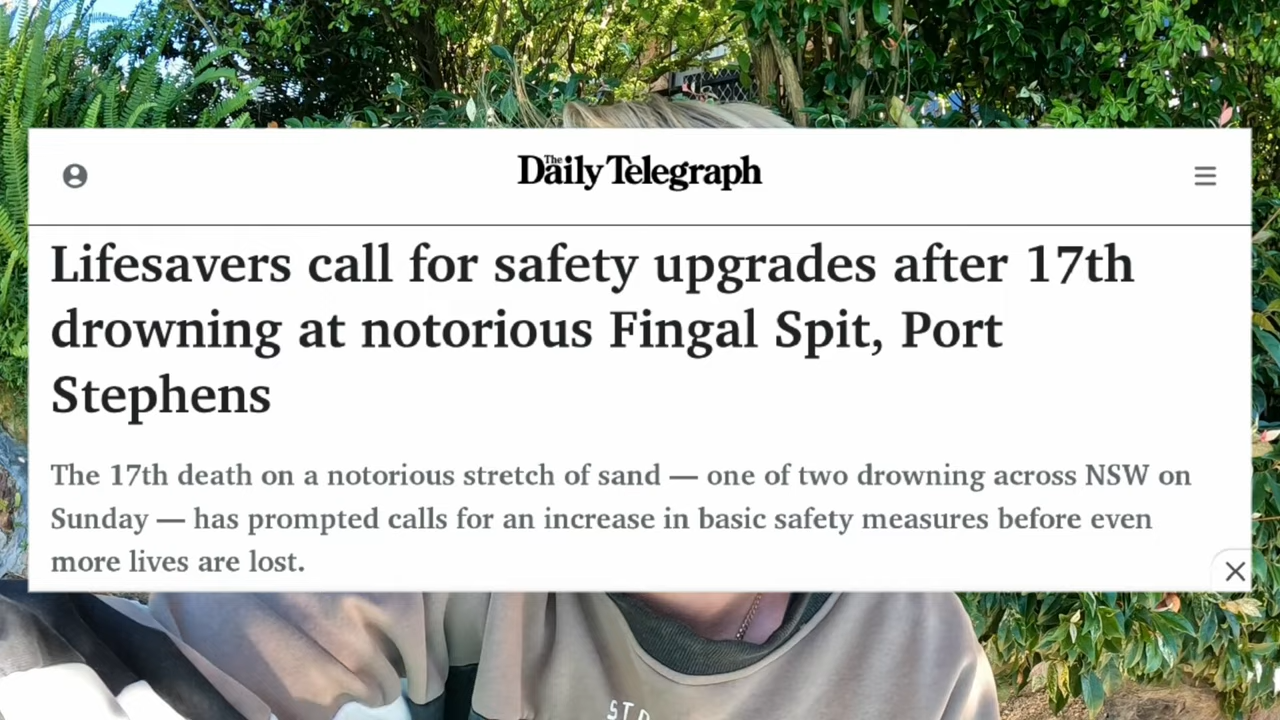 The Daily Telegraph
Lifesavers call for safety upgrades after 17th
drowning at notorious Fingal Spit, Port
Stephens
The 17th death on a notorious stretch of sand — one of two drowning across NSW on
Sunday — has prompted calls for an increase in basic safety measures before even
more lives are lost.